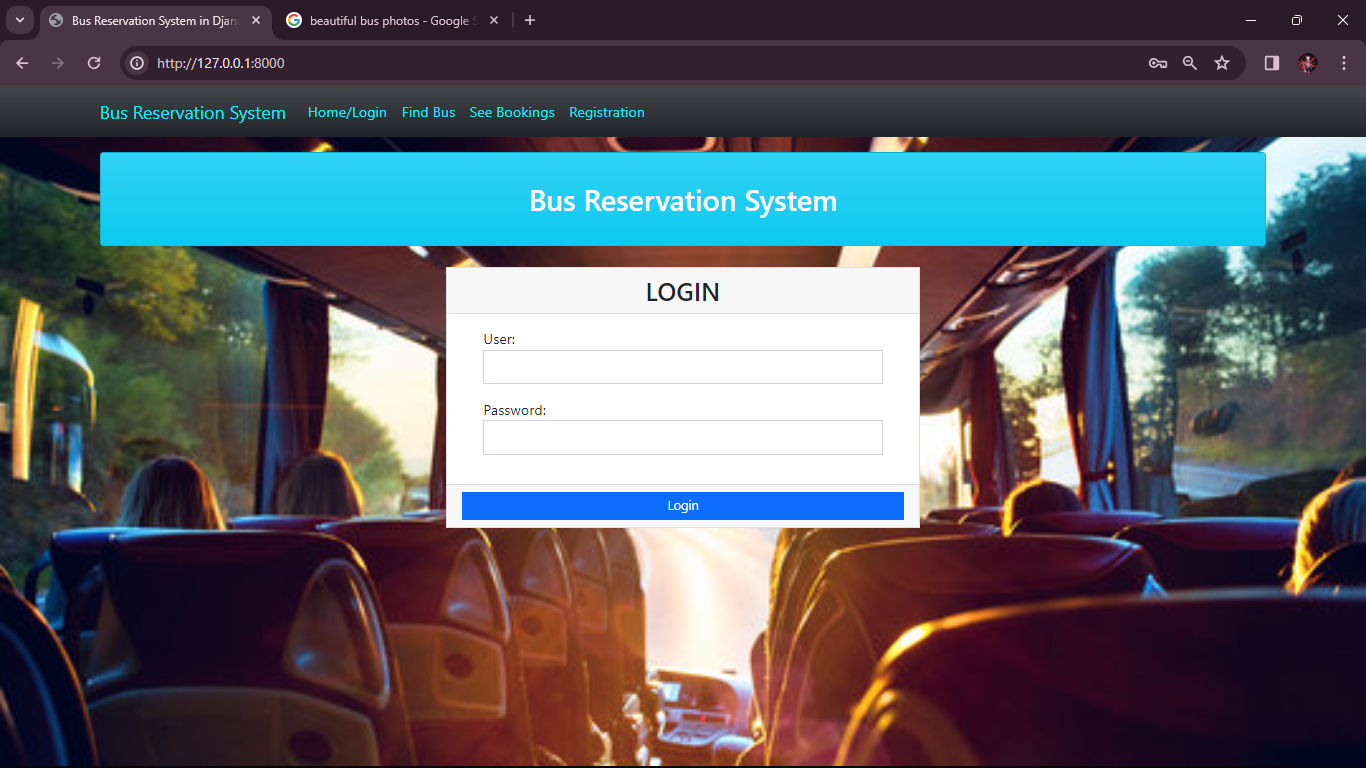 Bus Reservation System in Djan
beautiful bus photos - Google S
http://127.0.0.1:8000
Bus Reservation System Home/Login Find Bus See Bookings Registration
Bus Reservation System
LOGIN
User:
Password:
Login